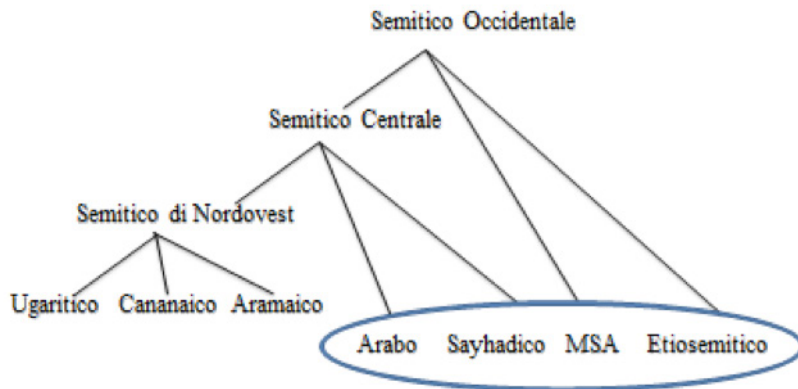 Semitico Occidentale
Semitico Centrale
Semitico di Nordovest
Ugaritico Cananaico Aramaico
Arabo Sayhadico MSA Etiosemitico